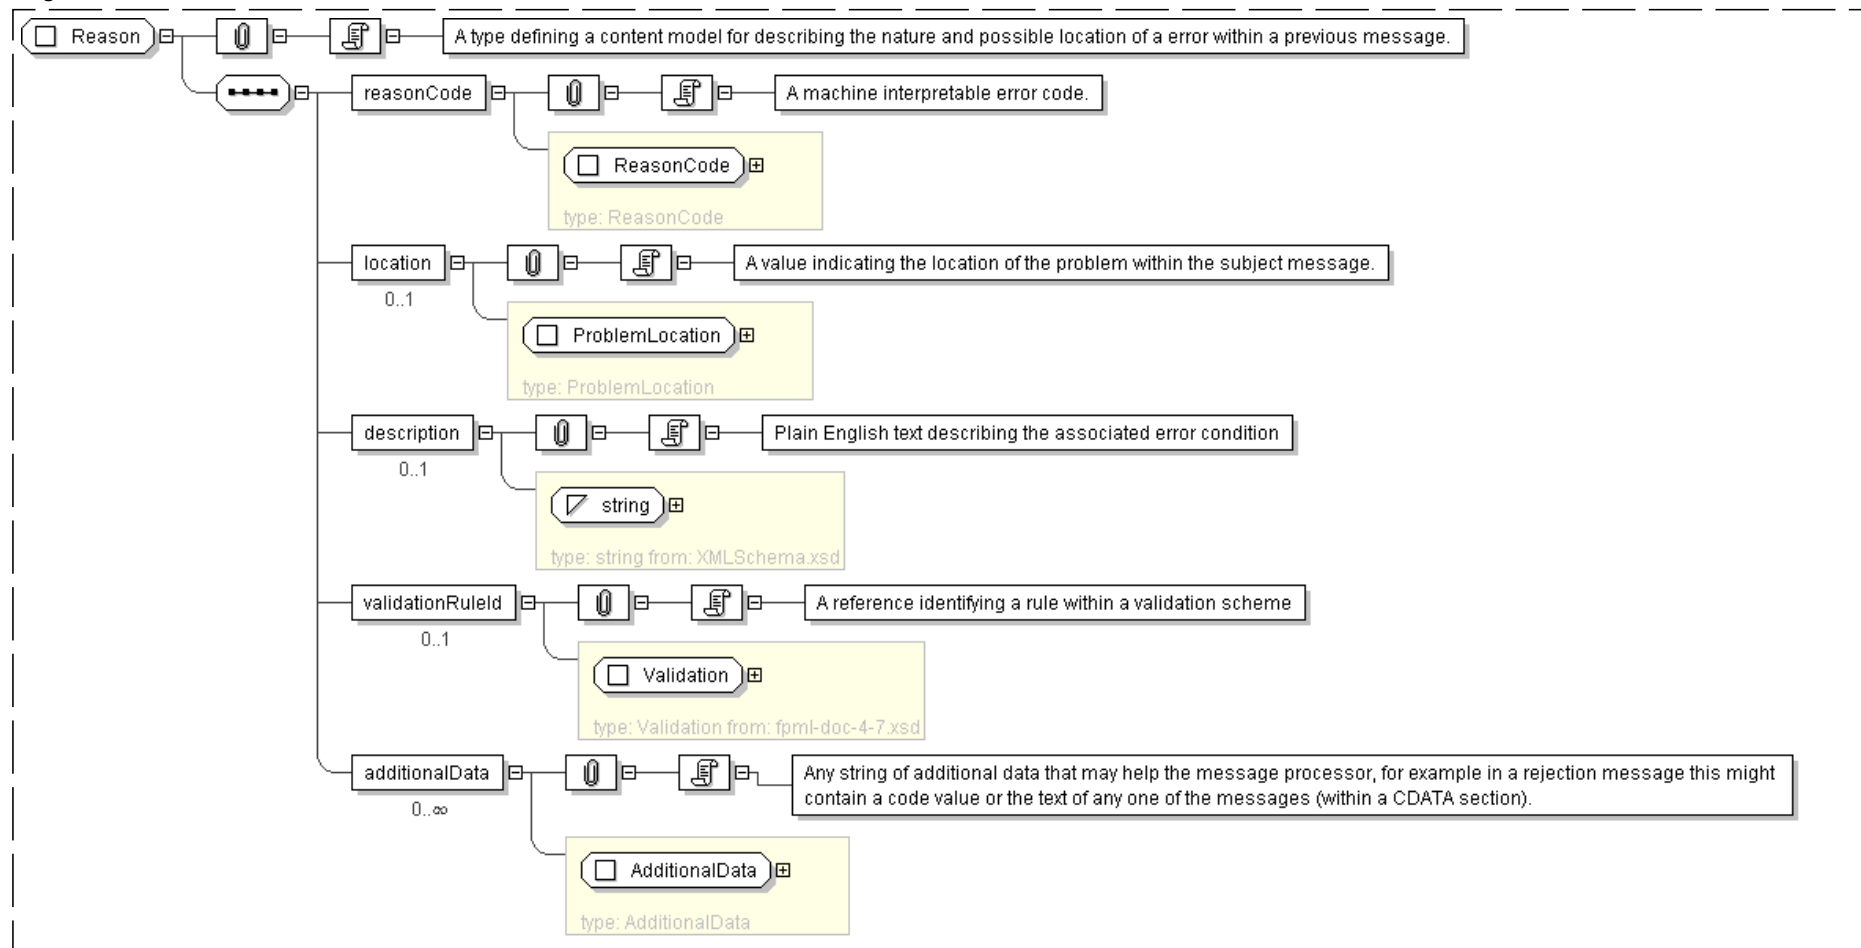 Reason
A type defining a content model for describing the nature and possible location of a error within a previous message.
reasonCode
A machine interpretable error code.
ReasonCode
type: ReasonCode
location
A value indicating the location of the problem within the subject message.
0..1
ProblemLocation
type: ProblemLocation
description
Plain English text describing the associated error condition
0..1
string
type: string from: XMLSchema.xsd
validationRuleId
A reference identifying a rule within a validation scheme
0..1
Validation
type: Validation from: fpml-doc-4-7.xsd
additionalData
Any string of additional data that may help the message processor, for example in a rejection message this might
contain a code value or the text of any one of the messages (within a CDATA section).
0..∞
AdditionalData
type: AdditionalData